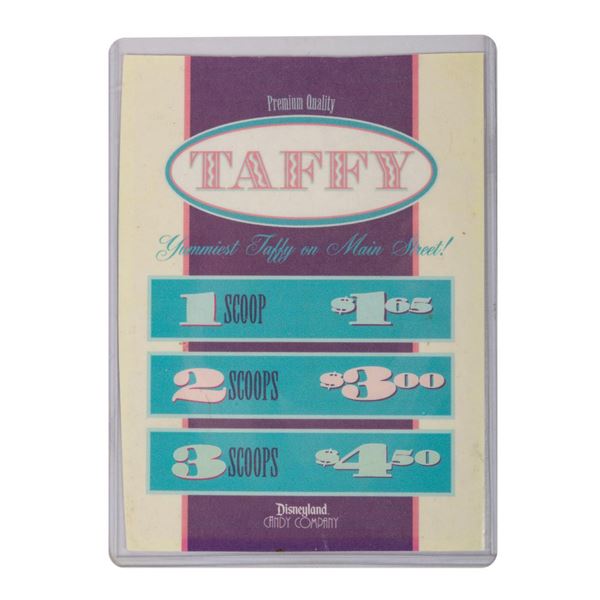 Premium Quality
TAFFY
Yummiest Taffy on Main Street!
1 SCOOP $1.65
2 SCOOPS $3.00
3 SCOOPS $4.50
Disneyland
CANDY COMPANY